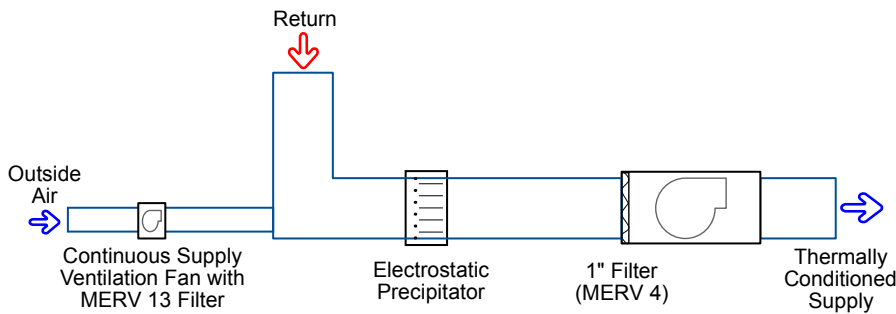 Return
Outside
Air
Continuous Supply
Ventilation Fan with
MERV 13 Filter
Electrostatic
Precipitator
1" Filter
(MERV 4)
Thermally
Conditioned
Supply